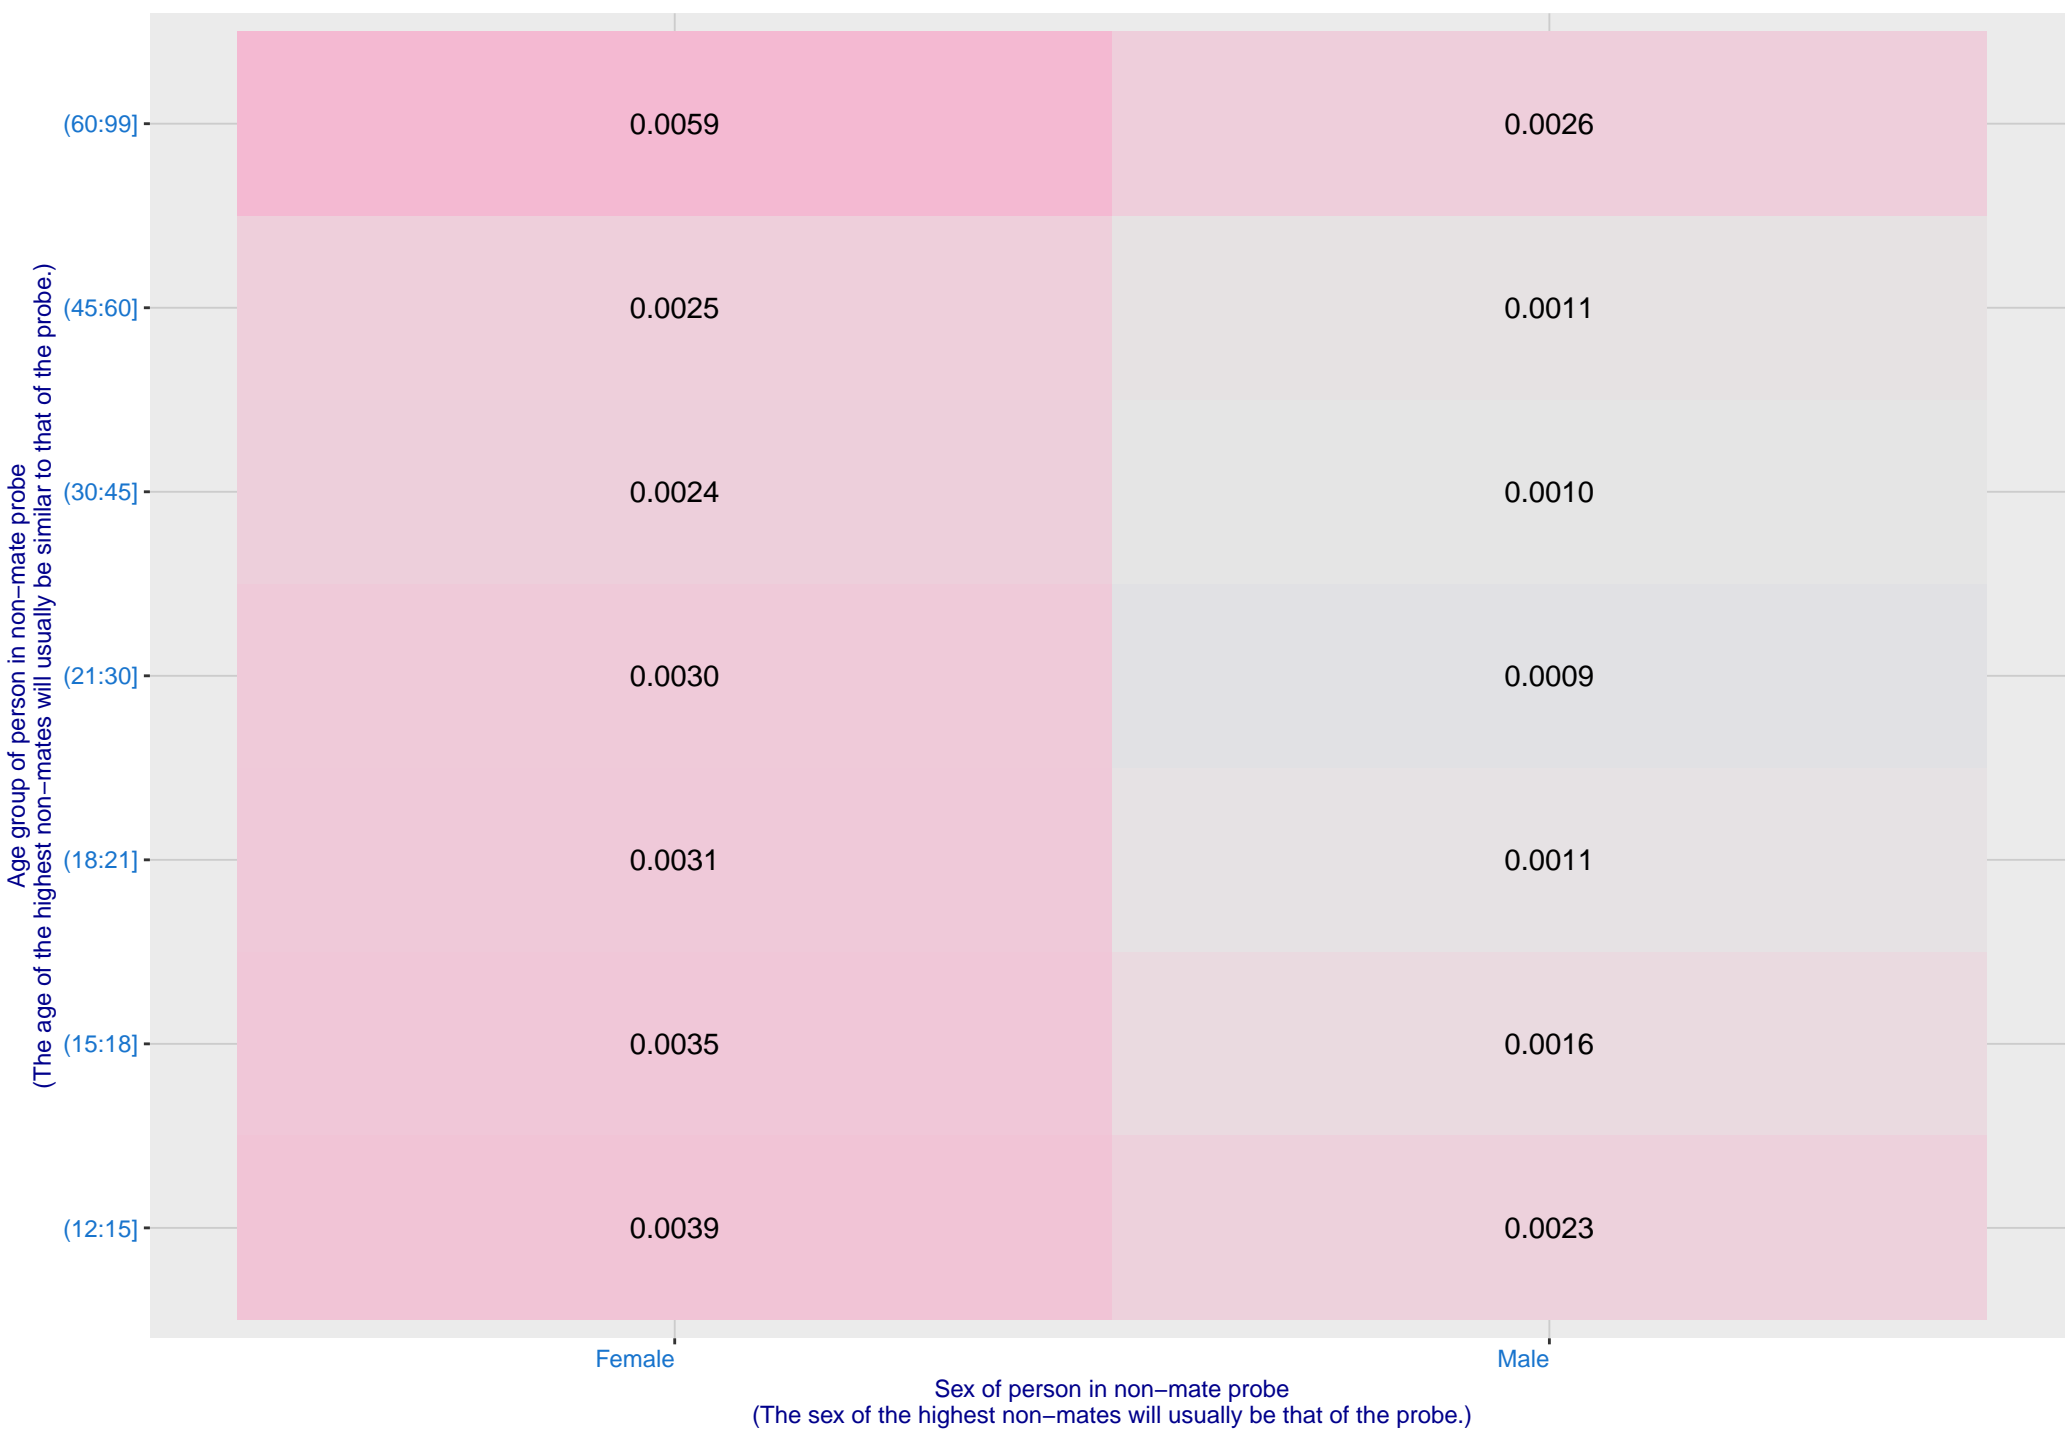 Age group of person in non−mate probe
(The age of the highest non−mates will usually be similar to that of the probe.)
(60:99] 0.0059 0.0026
(45:60] 0.0025 0.0011
(30:45] 0.0024 0.0010
(21:30] 0.0030 0.0009
(18:21] 0.0031 0.0011
(15:18] 0.0035 0.0016
(12:15] 0.0039 0.0023
Female Male
Sex of person in non−mate probe
(The sex of the highest non−mates will usually be that of the probe.)